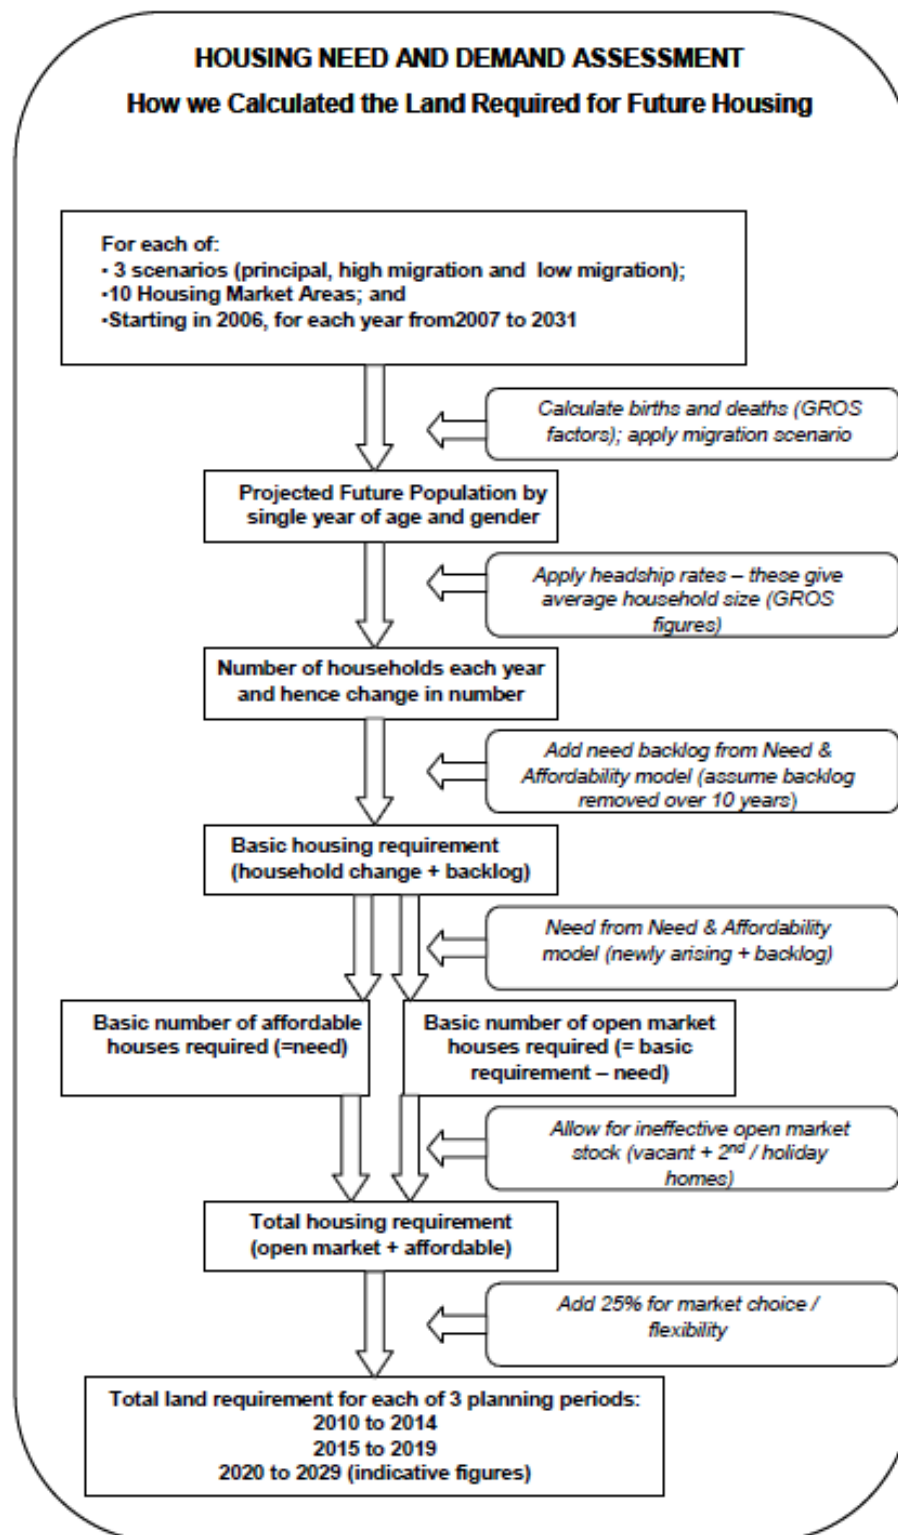 HOUSING NEED AND DEMAND ASSESSMENT
How we Calculated the Land Required for Future Housing
For each of:
• 3 scenarios (principal, high migration and low migration);
•10 Housing Market Areas; and
•Starting in 2006, for each year from2007 to 2031
Calculate births and deaths (GROS
factors); apply migration scenario
Projected Future Population by
single year of age and gender
Apply headship rates – these give
average household size (GROS
figures)
Number of households each year
and hence change in number
Add need backlog from Need &
Affordability model (assume backlog
removed over 10 years)
Basic housing requirement
(household change + backlog)
Need from Need & Affordability
model (newly arising + backlog)
Basic number of affordable
houses required (=need)
Basic number of open market
houses required (= basic
requirement – need)
Allow for ineffective open market
stock (vacant + 2nd / holiday
homes)
Total housing requirement
(open market + affordable)
Add 25% for market choice /
flexibility
Total land requirement for each of 3 planning periods:
2010 to 2014
2015 to 2019
2020 to 2029 (indicative figures)